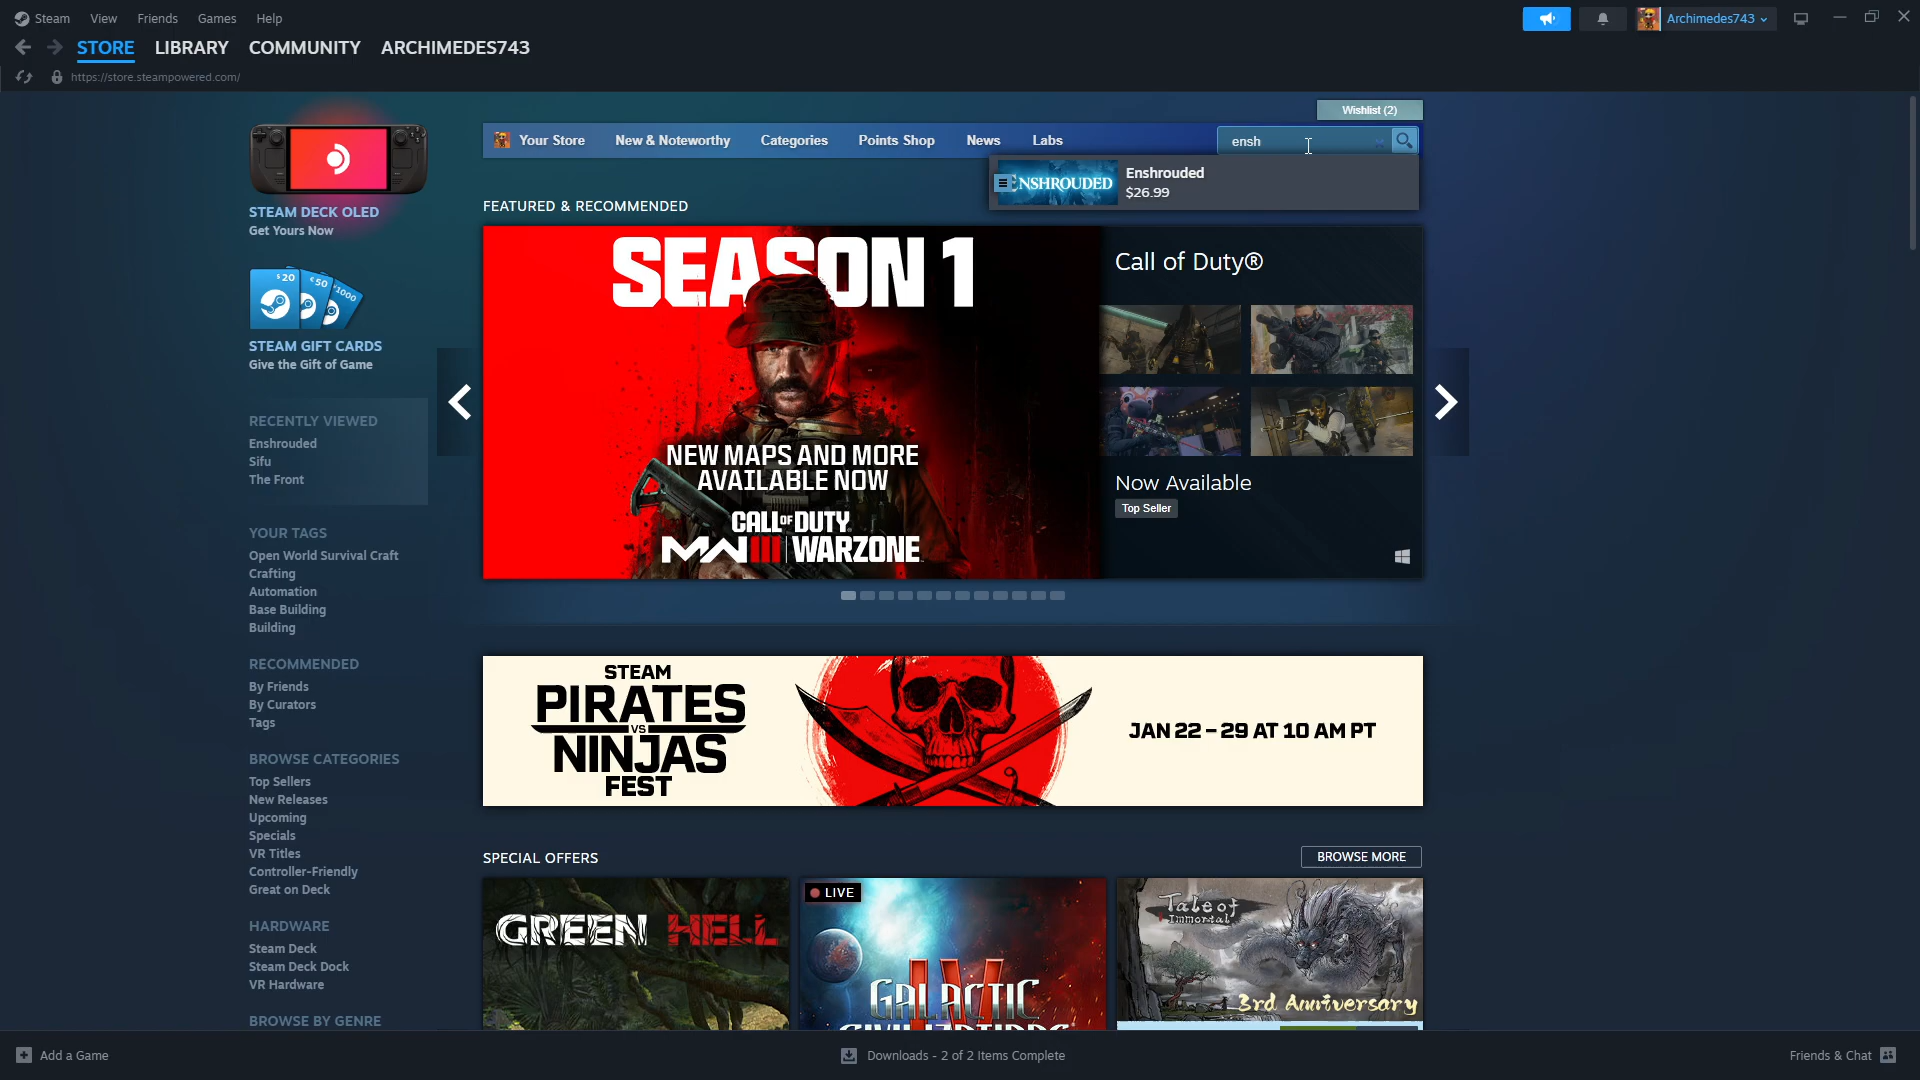 Steam View Friends Games Help
Archimedes743
STORE LIBRARY COMMUNITY ARCHIMEDES743
https://store.steampowered.com/
Wishlist (2)
Your Store New & Noteworthy Categories Points Shop News Labs
ensh
ENSHROUDED
Enshrouded
$26.99
STEAM DECK OLED
Get Yours Now
$20 €50 ¥1000
STEAM GIFT CARDS
Give the Gift of Game
RECENTLY VIEWED
Enshrouded
Sifu
The Front
YOUR TAGS
Open World Survival Craft
Crafting
Automation
Base Building
Building
RECOMMENDED
By Friends
By Curators
Tags
BROWSE CATEGORIES
Top Sellers
New Releases
Upcoming
Specials
VR Titles
Controller-Friendly
Great on Deck
HARDWARE
Steam Deck
Steam Deck Dock
VR Hardware
BROWSE BY GENRE
FEATURED & RECOMMENDED
SEASON 1
NEW MAPS AND MORE
AVAILABLE NOW
CALL OF DUTY
MWIII WARZONE
Call of Duty®
Now Available
Top Seller
STEAM
PIRATES
VS
NINJAS
FEST
JAN 22 – 29 AT 10 AM PT
SPECIAL OFFERS
BROWSE MORE
GREEN HELL
LIVE
GALACTIC
CIVILIZATIONS
IV
Tale of
Immortal
3rd Anniversary
Add a Game
Downloads - 2 of 2 Items Complete
Friends & Chat